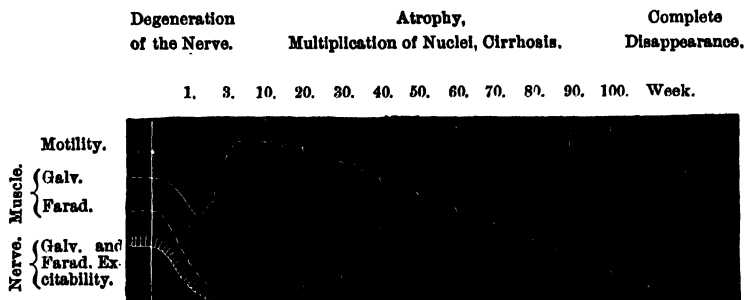 Degeneration
of the Nerve.
Atrophy,
Multiplication of Nuclei, Cirrhosis.
Complete
Disappearance.
1. 3. 10. 20. 30. 40. 50. 60. 70. 80. 90. 100. Week.
Muscle.
Motility.
Galv.
Farad.
Nerve.
Galv. and
Farad. Ex-
citability.